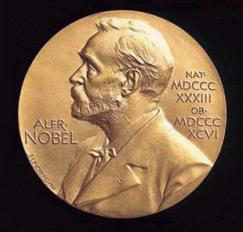 ALFR·
NOBEL
NAT·
MDCCC
XXXIII
OB·
MDCCC
XCVI